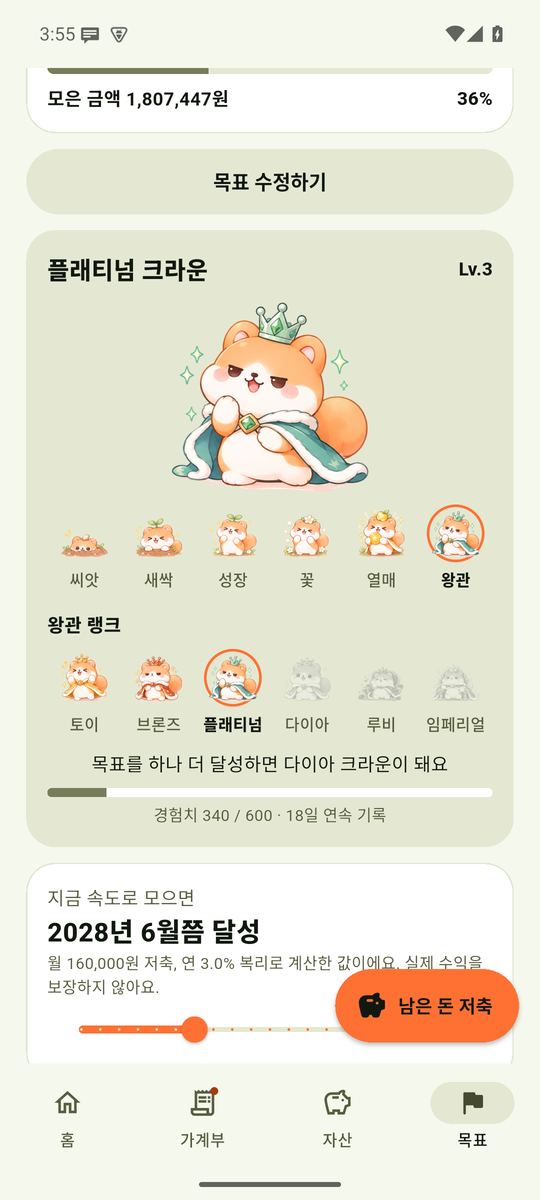 3:55
모은 금액 1,807,447원
36%
목표 수정하기
플래티넘 크라운
Lv.3
씨앗
새싹
성장
꽃
열매
왕관
왕관 랭크
토이
브론즈
플래티넘
다이아
루비
임페리얼
목표를 하나 더 달성하면 다이아 크라운이 돼요
경험치 340 / 600 · 18일 연속 기록
지금 속도로 모으면
2028년 6월쯤 달성
월 160,000원 저축, 연 3.0% 복리로 계산한 값이에요. 실제 수익을
보장하지 않아요.
남은 돈 저축
홈
가계부
자산
목표